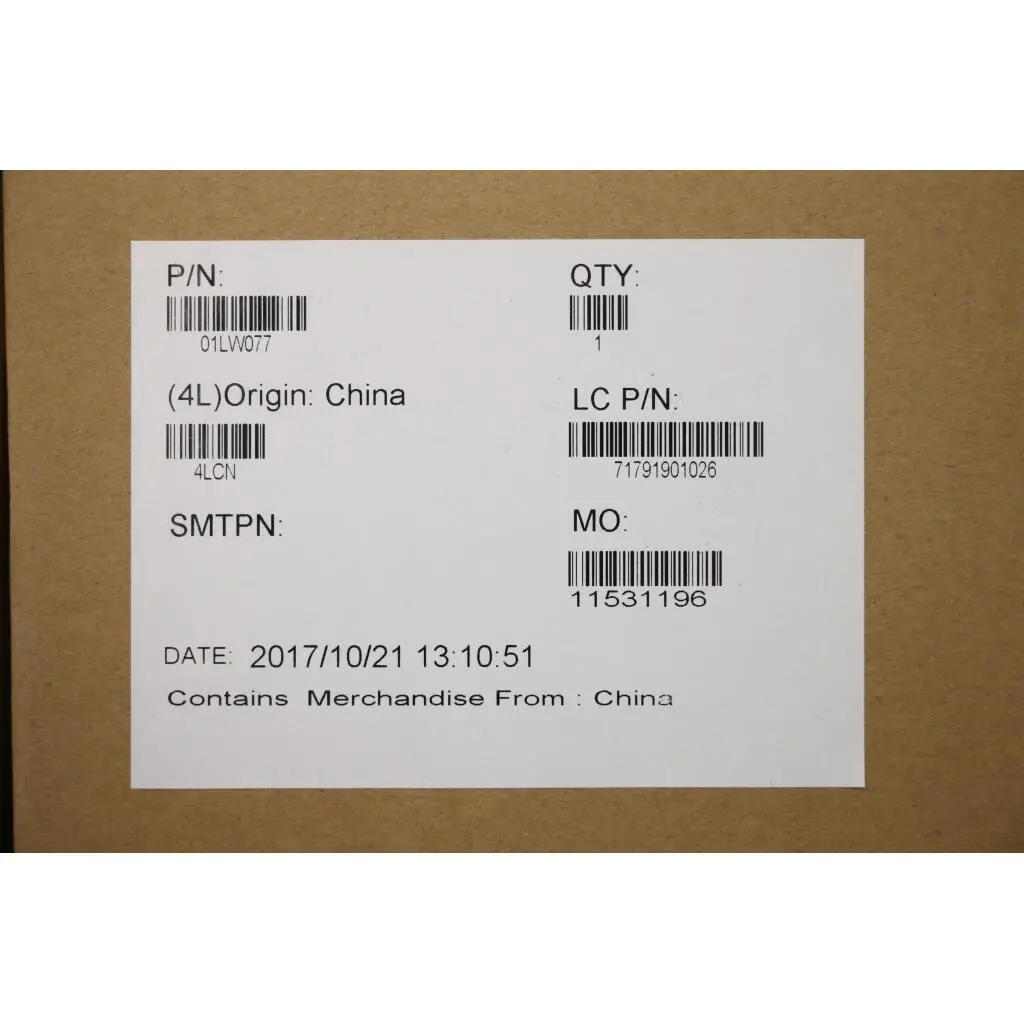 P/N:
01LW077
QTY:
1
(4L)Origin: China
4LCN
LC P/N:
71791901026
SMTPN:
MO:
11531196
DATE: 2017/10/21 13:10:51
Contains Merchandise From : China